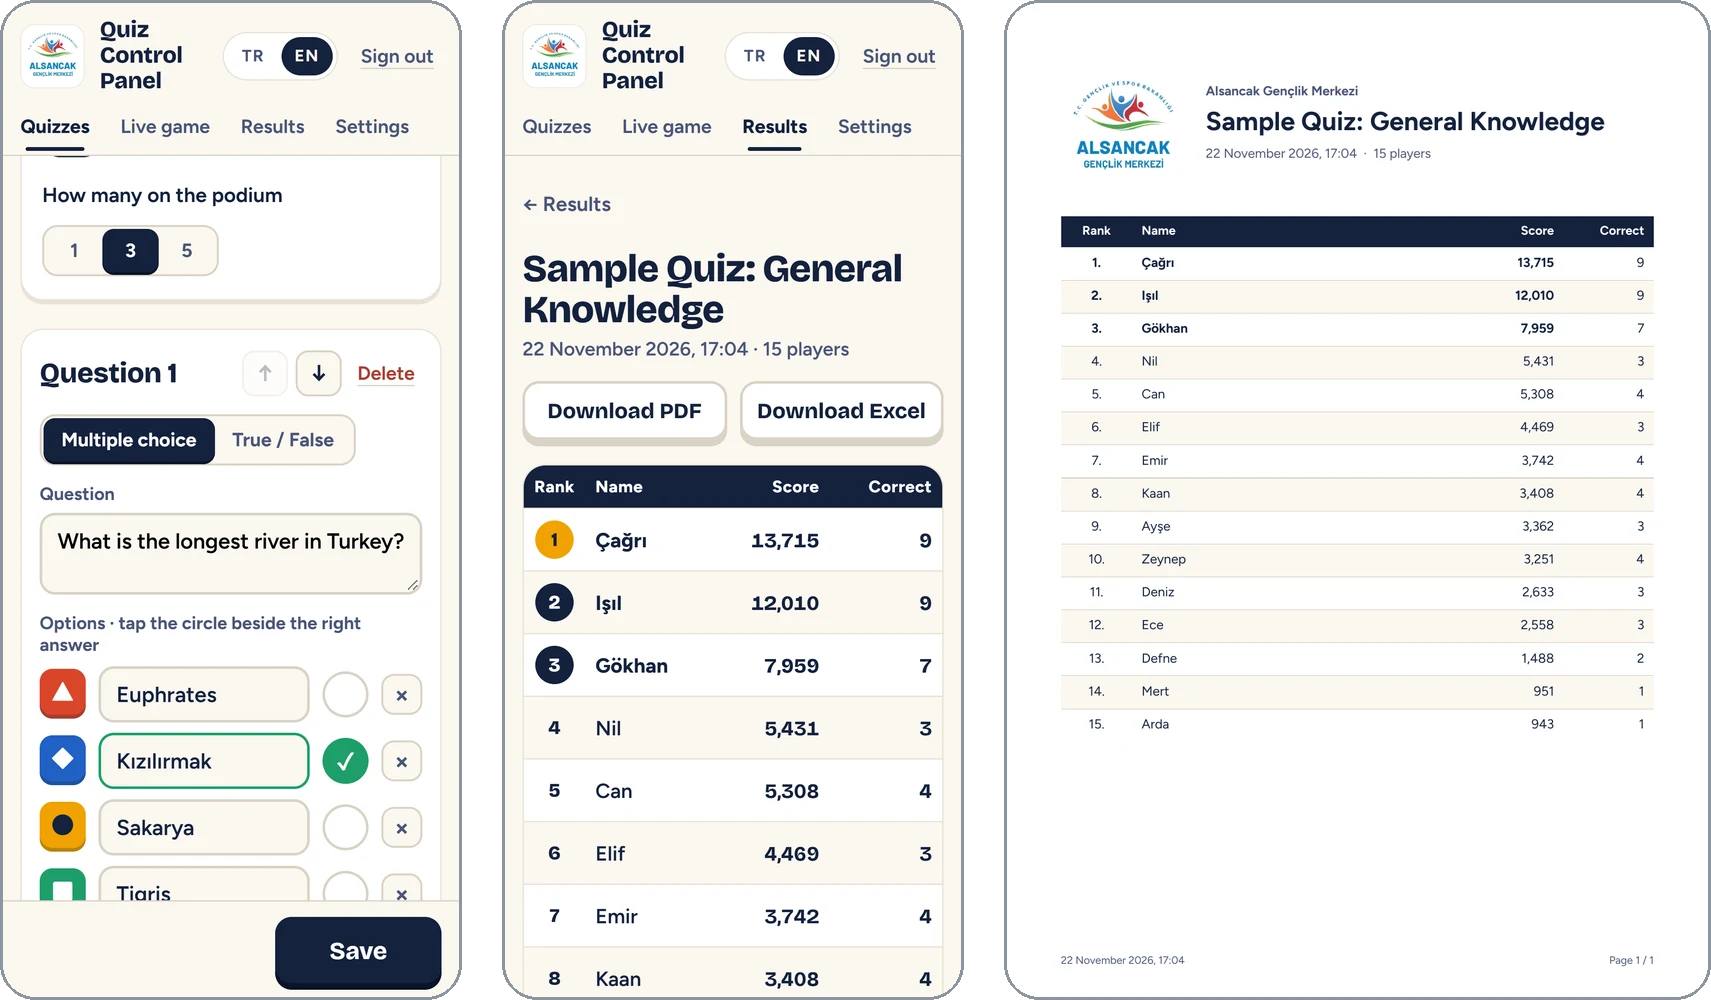 ALSANCAK
GENÇLİK MERKEZİ
Quiz
Control
Panel
TR
EN
Sign out
Quizzes
Live game
Results
Settings
How many on the podium
1
3
5
Question 1
↑
↓
Delete
Multiple choice
True / False
Question
What is the longest river in Turkey?
Options · tap the circle beside the right
answer
Euphrates
×
Kızılırmak
✓
×
Sakarya
×
Tigris
×
Save
ALSANCAK
GENÇLİK MERKEZİ
Quiz
Control
Panel
TR
EN
Sign out
Quizzes
Live game
Results
Settings
← Results
Sample Quiz: General
Knowledge
22 November 2026, 17:04 · 15 players
Download PDF
Download Excel
Rank Name Score Correct
1 Çağrı 13,715 9
2 Işıl 12,010 9
3 Gökhan 7,959 7
4 Nil 5,431 3
5 Can 5,308 4
6 Elif 4,469 3
7 Emir 3,742 4
8 Kaan 3,408 4
T.C. GENÇLİK VE SPOR BAKANLIĞI
ALSANCAK
GENÇLİK MERKEZİ
Alsancak Gençlik Merkezi
Sample Quiz: General Knowledge
22 November 2026, 17:04 · 15 players
Rank Name Score Correct
1. Çağrı 13,715 9
2. Işıl 12,010 9
3. Gökhan 7,959 7
4. Nil 5,431 3
5. Can 5,308 4
6. Elif 4,469 3
7. Emir 3,742 4
8. Kaan 3,408 4
9. Ayşe 3,362 3
10. Zeynep 3,251 4
11. Deniz 2,633 3
12. Ece 2,558 3
13. Defne 1,488 2
14. Mert 951 1
15. Arda 943 1
22 November 2026, 17:04
Page 1 / 1